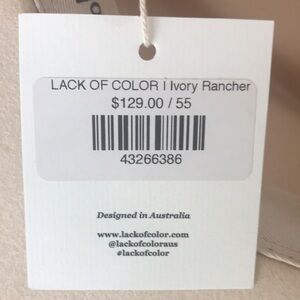 LACK OF COLOR I Ivory Rancher
$129.00 / 55
43266386
Designed in Australia
www.lackofcolor.com
@lackofcoloraus
#lackofcolor